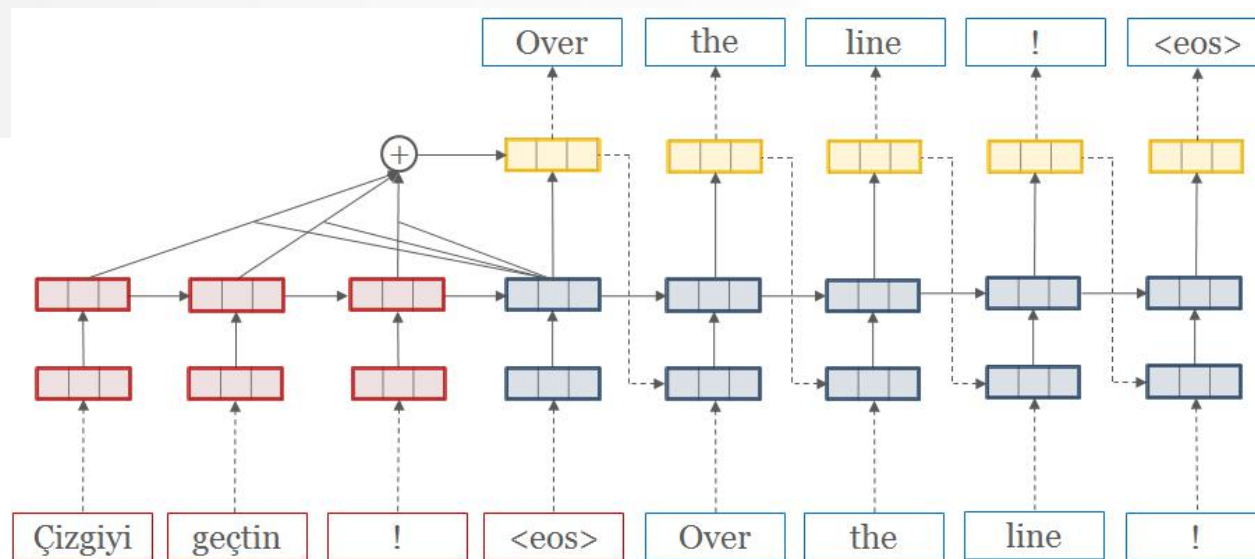 Over the line ! <eos>
+
Çizgiyi geçtin ! <eos> Over the line !